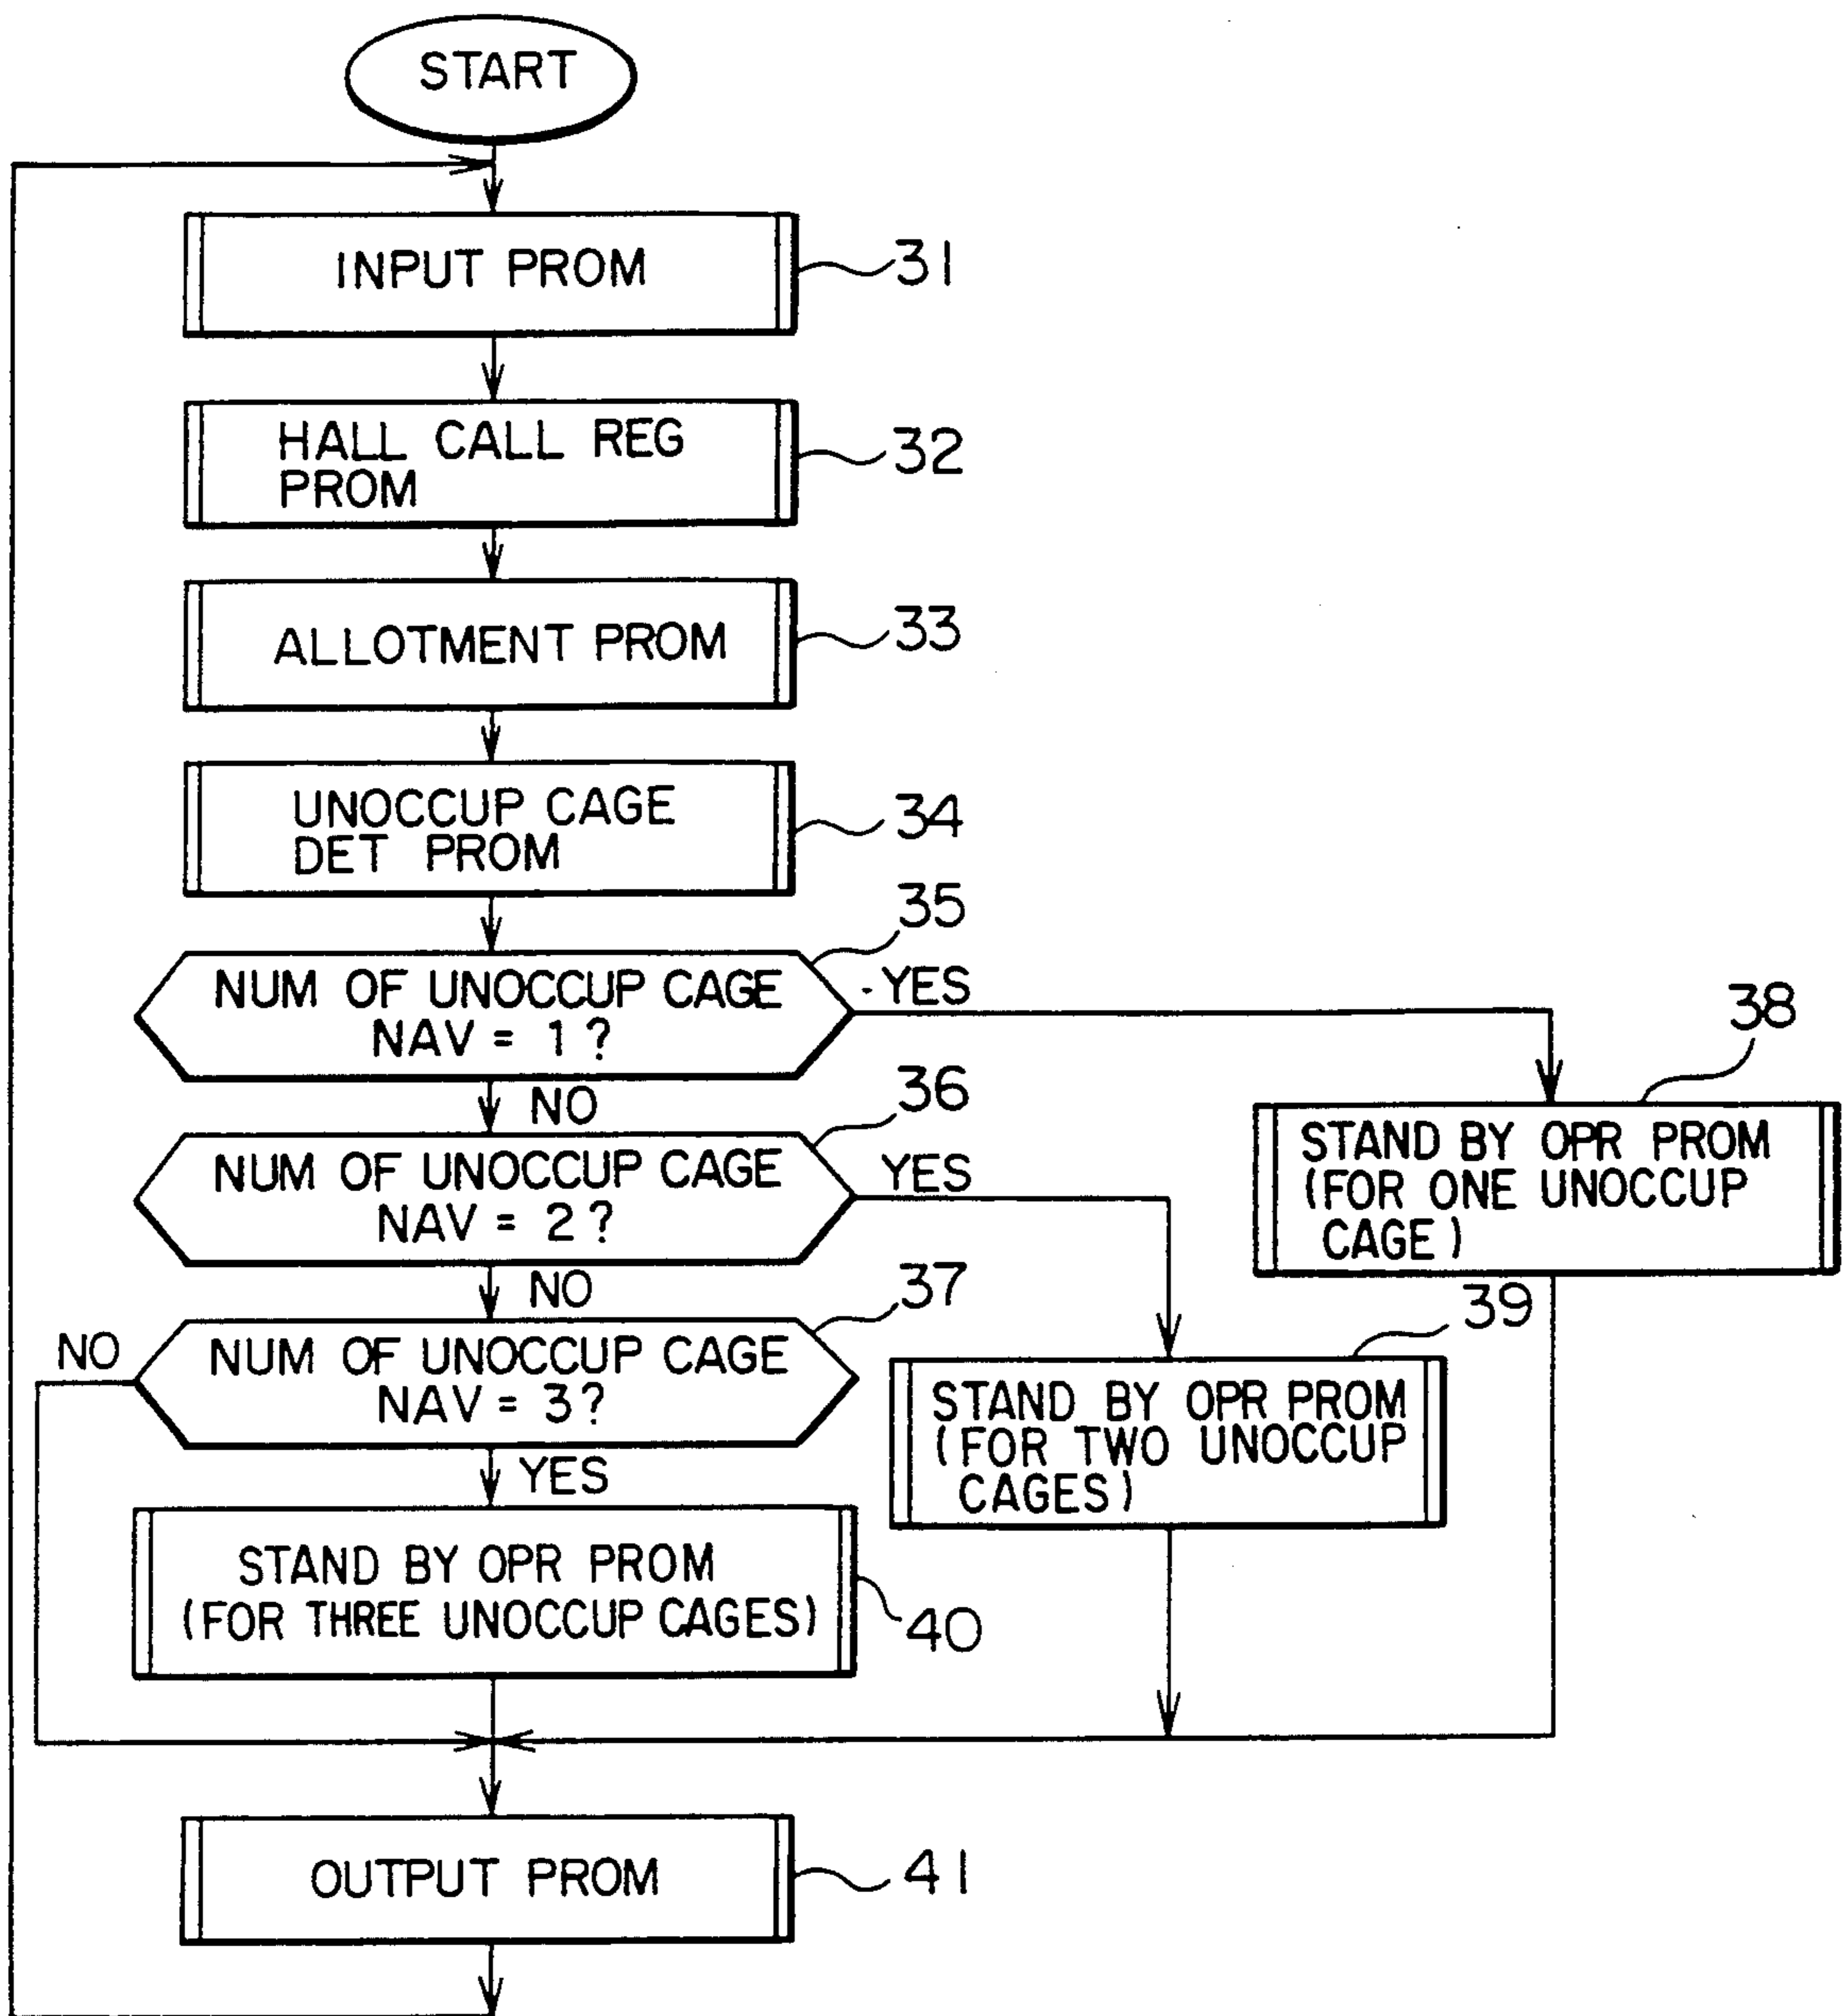 START
INPUT PROM
31
HALL CALL REG
PROM
32
ALLOTMENT PROM
33
UNOCCUP CAGE
DET PROM
34
35
NUM OF UNOCCUP CAGE
NAV = 1?
YES
NO
36
NUM OF UNOCCUP CAGE
NAV = 2?
YES
NO
37
NUM OF UNOCCUP CAGE
NAV = 3?
NO
YES
38
STAND BY OPR PROM
(FOR ONE UNOCCUP
CAGE)
39
STAND BY OPR PROM
(FOR TWO UNOCCUP
CAGES)
STAND BY OPR PROM
(FOR THREE UNOCCUP CAGES)
40
OUTPUT PROM
41